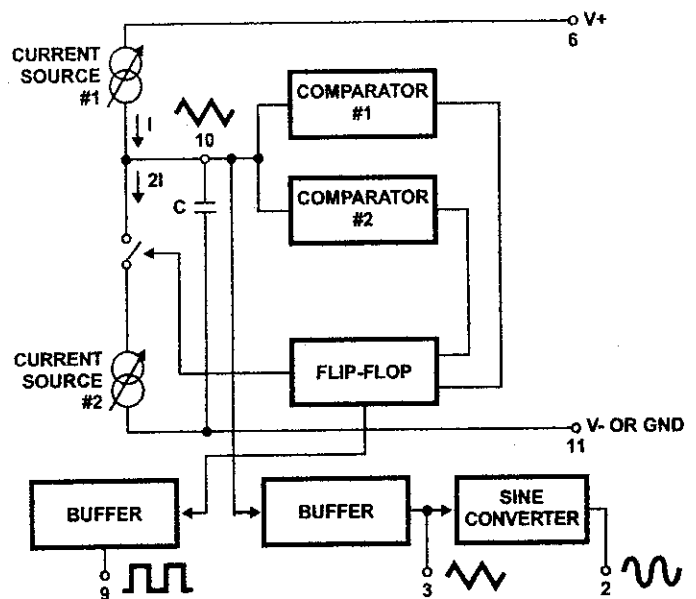 V+
6
CURRENT
SOURCE
#1
I
10
COMPARATOR
#1
2I
C
COMPARATOR
#2
CURRENT
SOURCE
#2
FLIP-FLOP
V- OR GND
11
BUFFER
BUFFER
SINE
CONVERTER
9
3
2